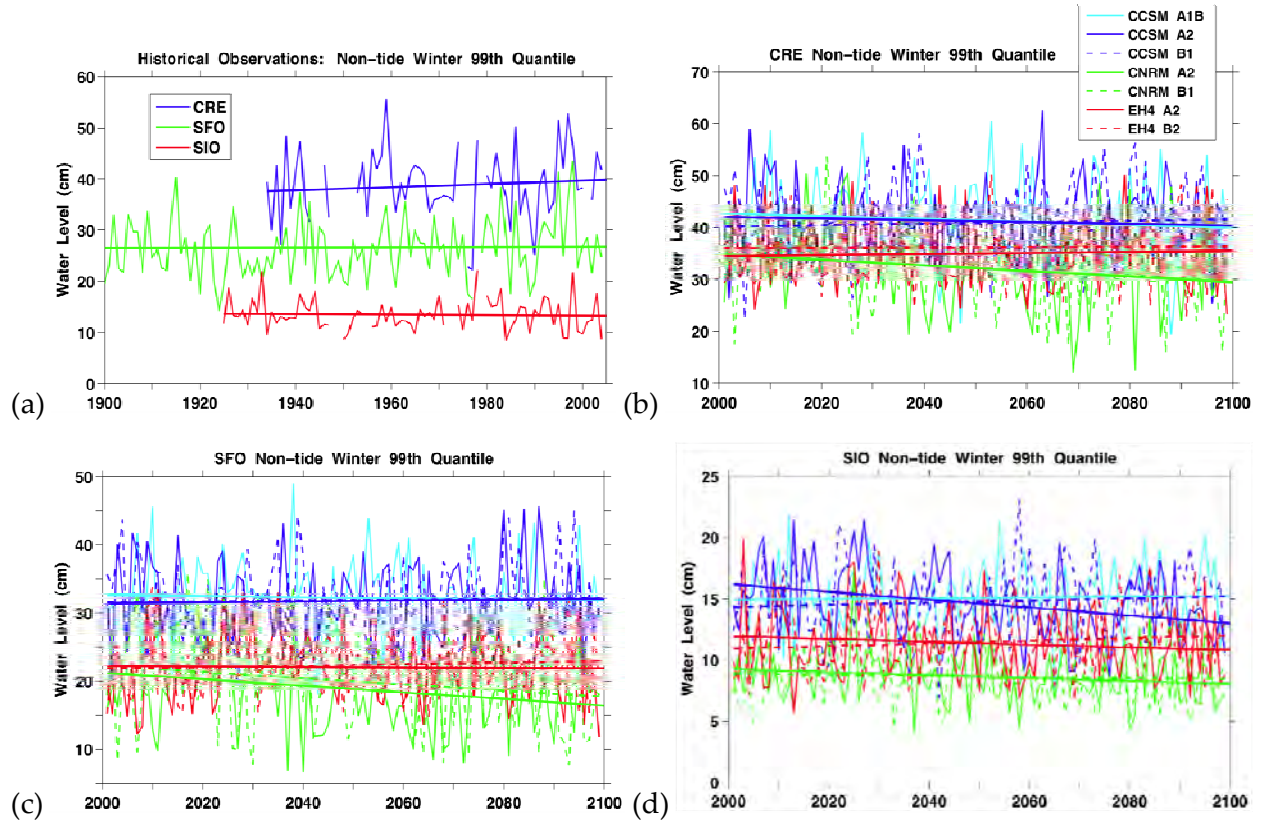 Historical Observations: Non-tide Winter 99th Quantile
Water Level (cm)
60
50
40
30
20
10
0
CRE
SFO
SIO
1900
1920
1940
1960
1980
2000
(a)
CRE Non-tide Winter 99th Quantile
Water Level (cm)
70
60
50
40
30
20
10
CCSM A1B
CCSM A2
CCSM B1
CNRM A2
CNRM B1
EH4 A2
EH4 B2
2000
2020
2040
2060
2080
2100
(b)
SFO Non-tide Winter 99th Quantile
Water Level (cm)
50
40
30
20
10
2000
2020
2040
2060
2080
2100
(c)
SIO Non-tide Winter 99th Quantile
Water Level (cm)
25
20
15
10
5
0
2000
2020
2040
2060
2080
2100
(d)